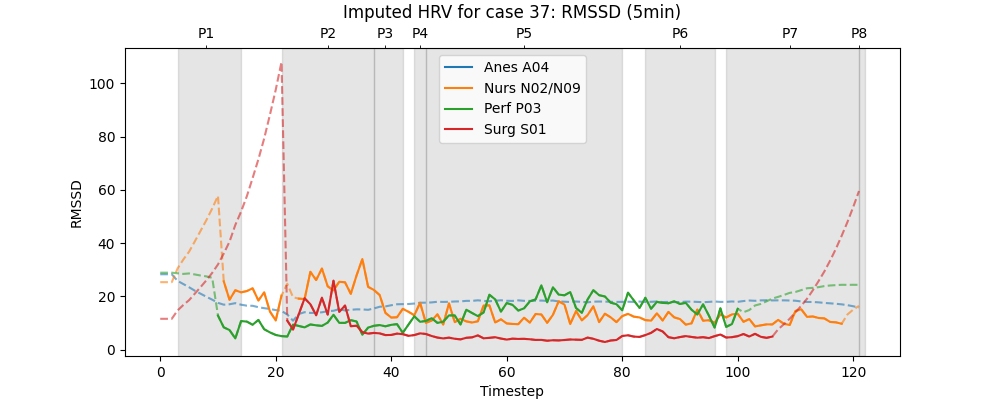 Imputed HRV for case 37: RMSSD (5min)
P1 P2 P3 P4 P5 P6 P7 P8
Anes A04
Nurs N02/N09
Perf P03
Surg S01
100
80
60
40
20
0
RMSSD
0 20 40 60 80 100 120
Timestep